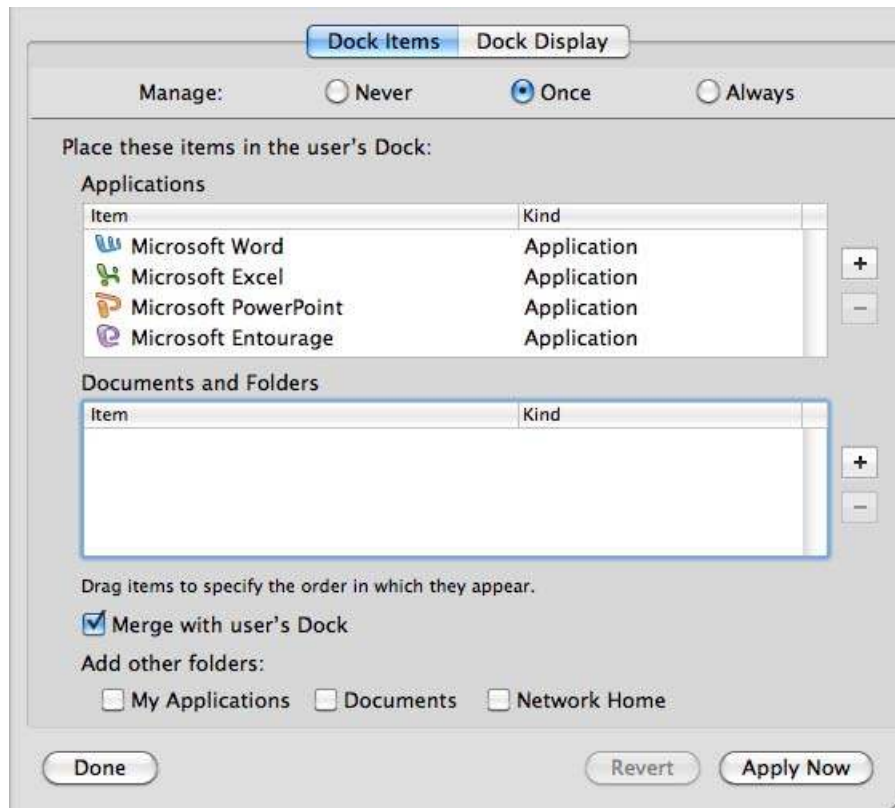 Dock Items Dock Display
Manage: Never Once Always
Place these items in the user's Dock:
Applications
Item Kind
Microsoft Word Application
Microsoft Excel Application
Microsoft PowerPoint Application
Microsoft Entourage Application
+
−
Documents and Folders
Item Kind
+
−
Drag items to specify the order in which they appear.
Merge with user's Dock
Add other folders:
My Applications Documents Network Home
Done Revert Apply Now